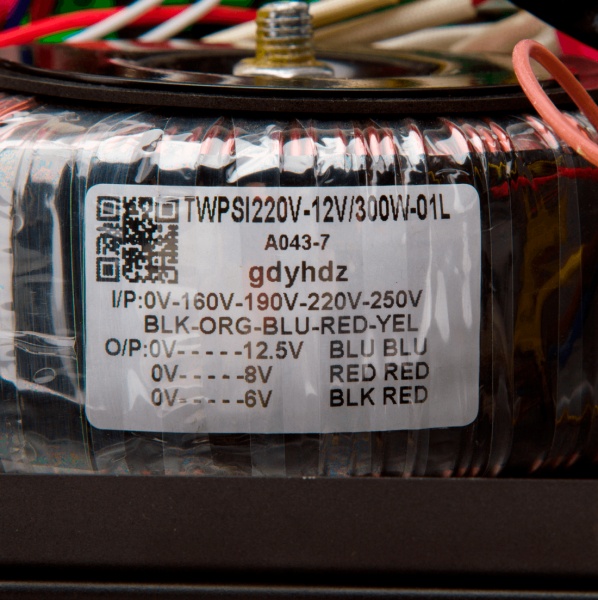 TWPSI220V-12V/300W-01L
A043-7
gdyhdz
I/P:0V-160V-190V-220V-250V
BLK-ORG-BLU-RED-YEL
O/P:0V-----12.5V BLU BLU
0V-----8V RED RED
0V-----6V BLK RED